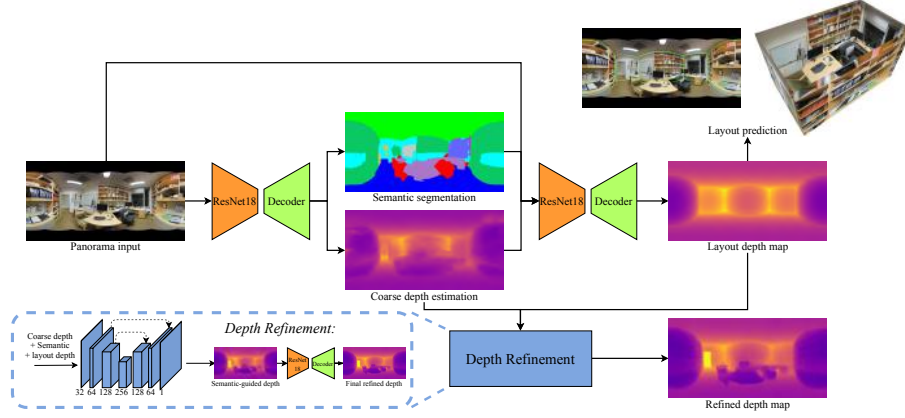 Layout prediction
ResNet18
Decoder
ResNet18
Decoder
Semantic segmentation
Panorama input
Layout depth map
Coarse depth estimation
Depth Refinement:
Coarse depth
+ Semantic
+ layout depth
ResNet
18
Decoder
Depth Refinement
Semantic-guided depth
Final refined depth
32 64 128 256 128 64 1
Refined depth map